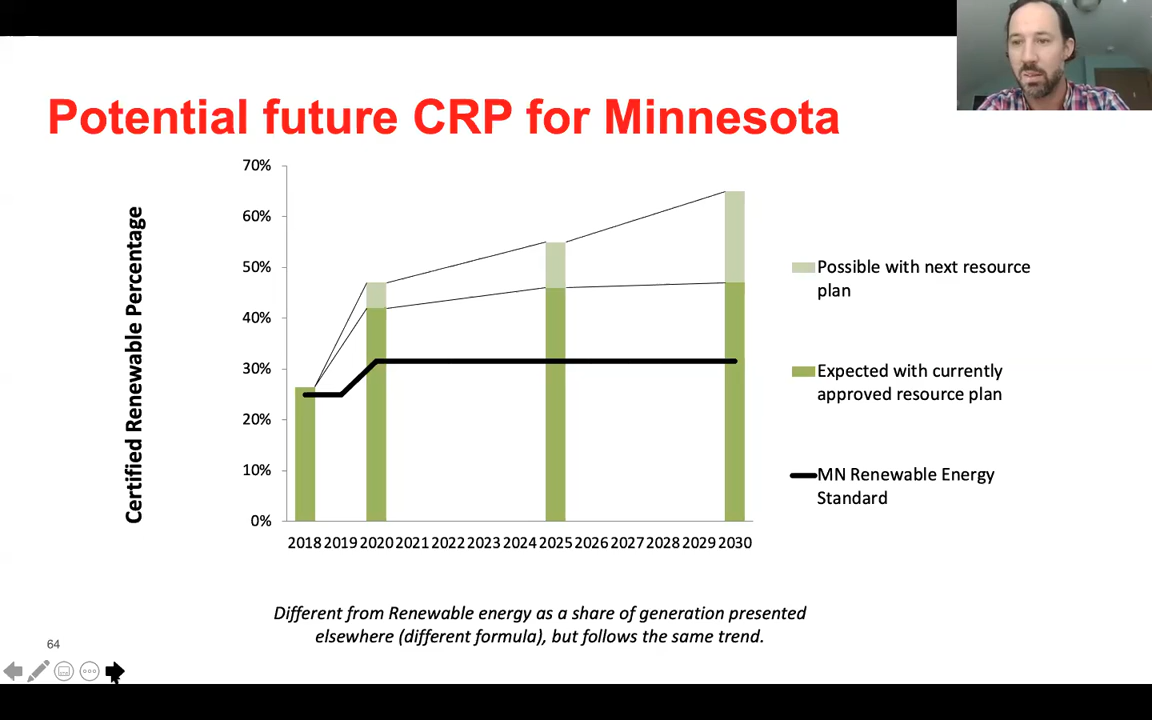 Potential future CRP for Minnesota
Certified Renewable Percentage
70%
60%
50%
40%
30%
20%
10%
0%
2018 2019 2020 2021 2022 2023 2024 2025 2026 2027 2028 2029 2030
Possible with next resource
plan
Expected with currently
approved resource plan
MN Renewable Energy
Standard
Different from Renewable energy as a share of generation presented
elsewhere (different formula), but follows the same trend.
64